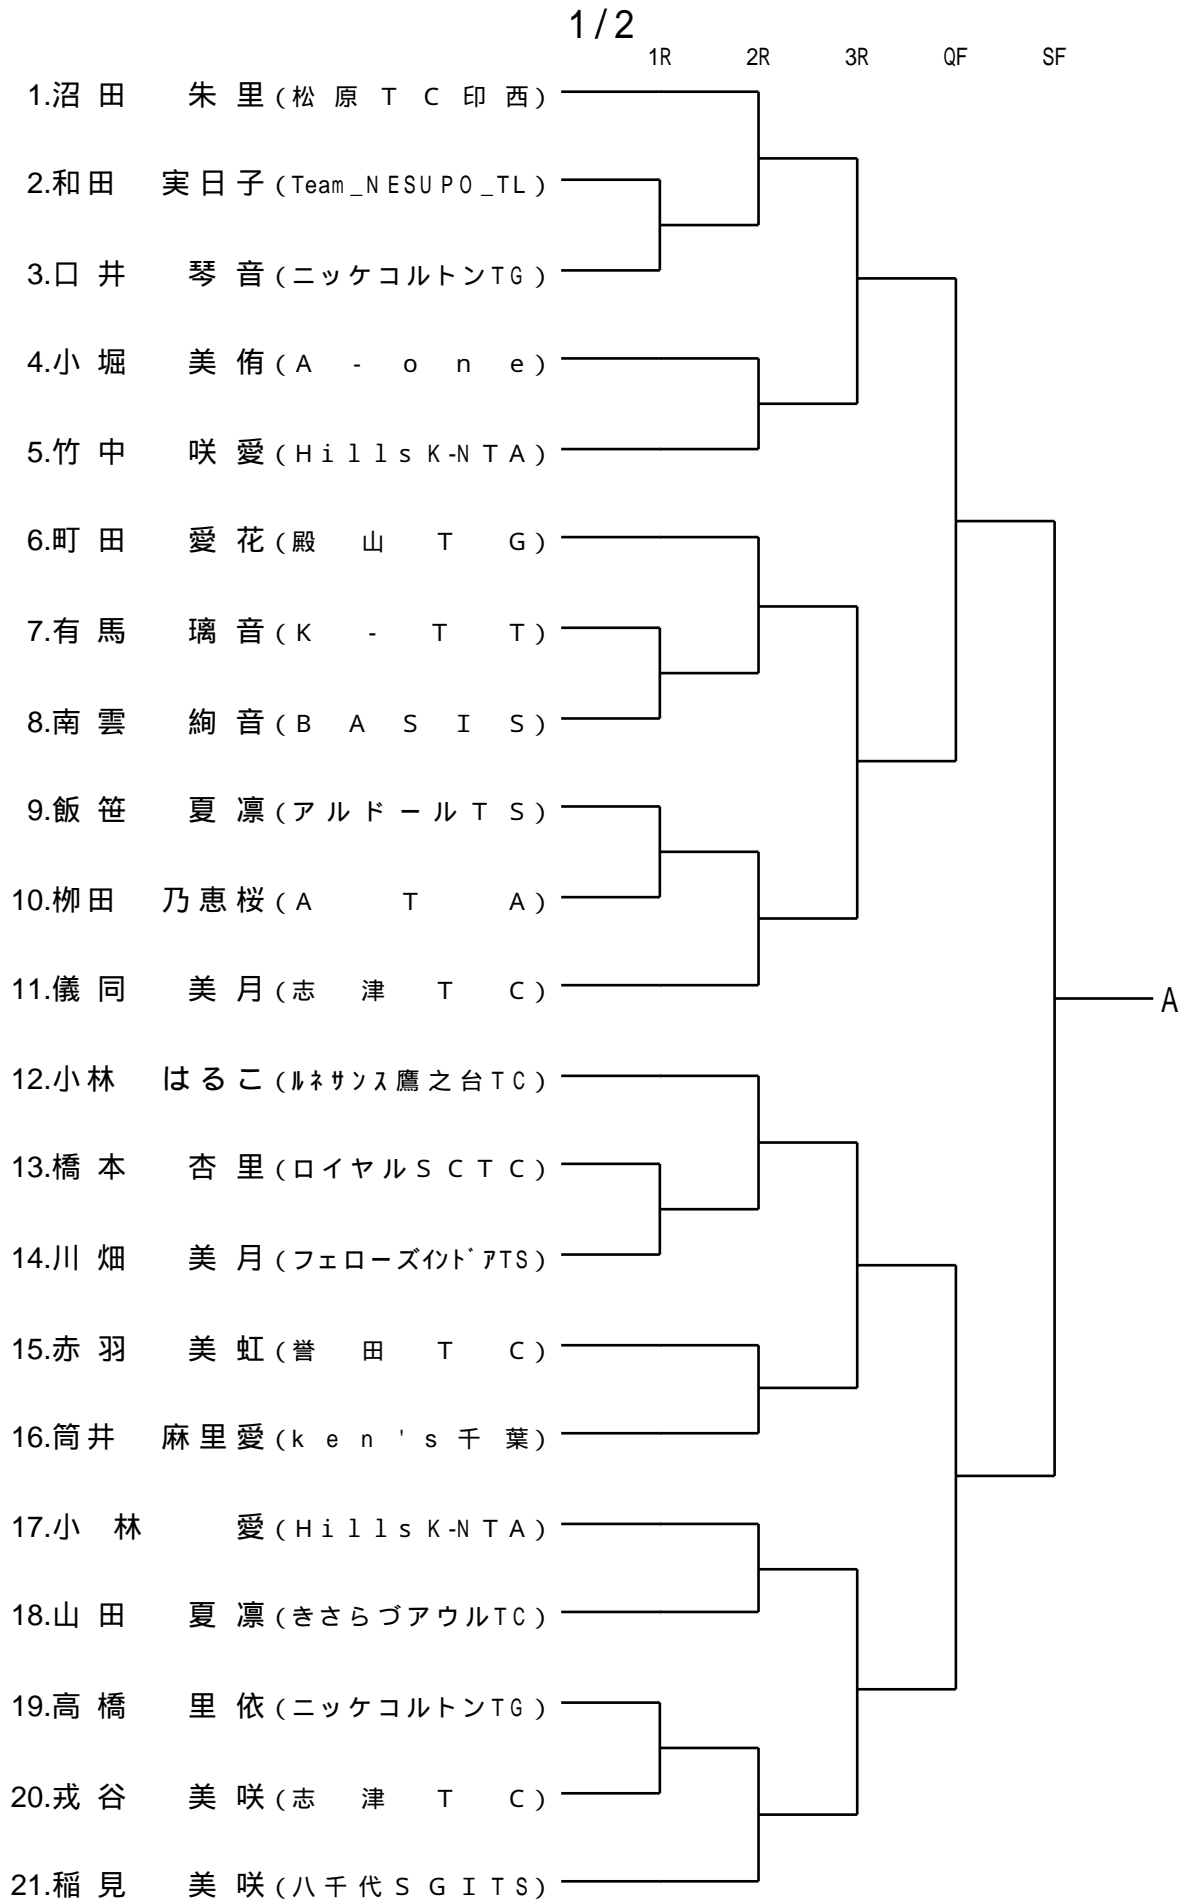 1/2
1R 2R 3R QF SF
1.沼田 朱里(松原TC印西)
2.和田 実日子(Team_NESUPO_TL)
3.口井 琴音(ニッケコルトンTG)
4.小堀 美侑(A-one)
5.竹中 咲愛(HillsK-NTA)
6.町田 愛花(殿山TG)
7.有馬 璃音(K-TT)
8.南雲 絢音(BASIS)
9.飯笹 夏凛(アルドールTS)
10.栁田 乃恵桜(ATA)
11.儀同 美月(志津TC)
A
12.小林 はるこ(ﾙﾈｻﾝｽ鷹之台TC)
13.橋本 杏里(ロイヤルSCTC)
14.川畑 美月(フェローズｲﾝﾄﾞｱTS)
15.赤羽 美虹(誉田TC)
16.筒井 麻里愛(ken's千葉)
17.小林 愛(HillsK-NTA)
18.山田 夏凛(きさらづアウルTC)
19.高橋 里依(ニッケコルトンTG)
20.戎谷 美咲(志津TC)
21.稲見 美咲(八千代SGITS)